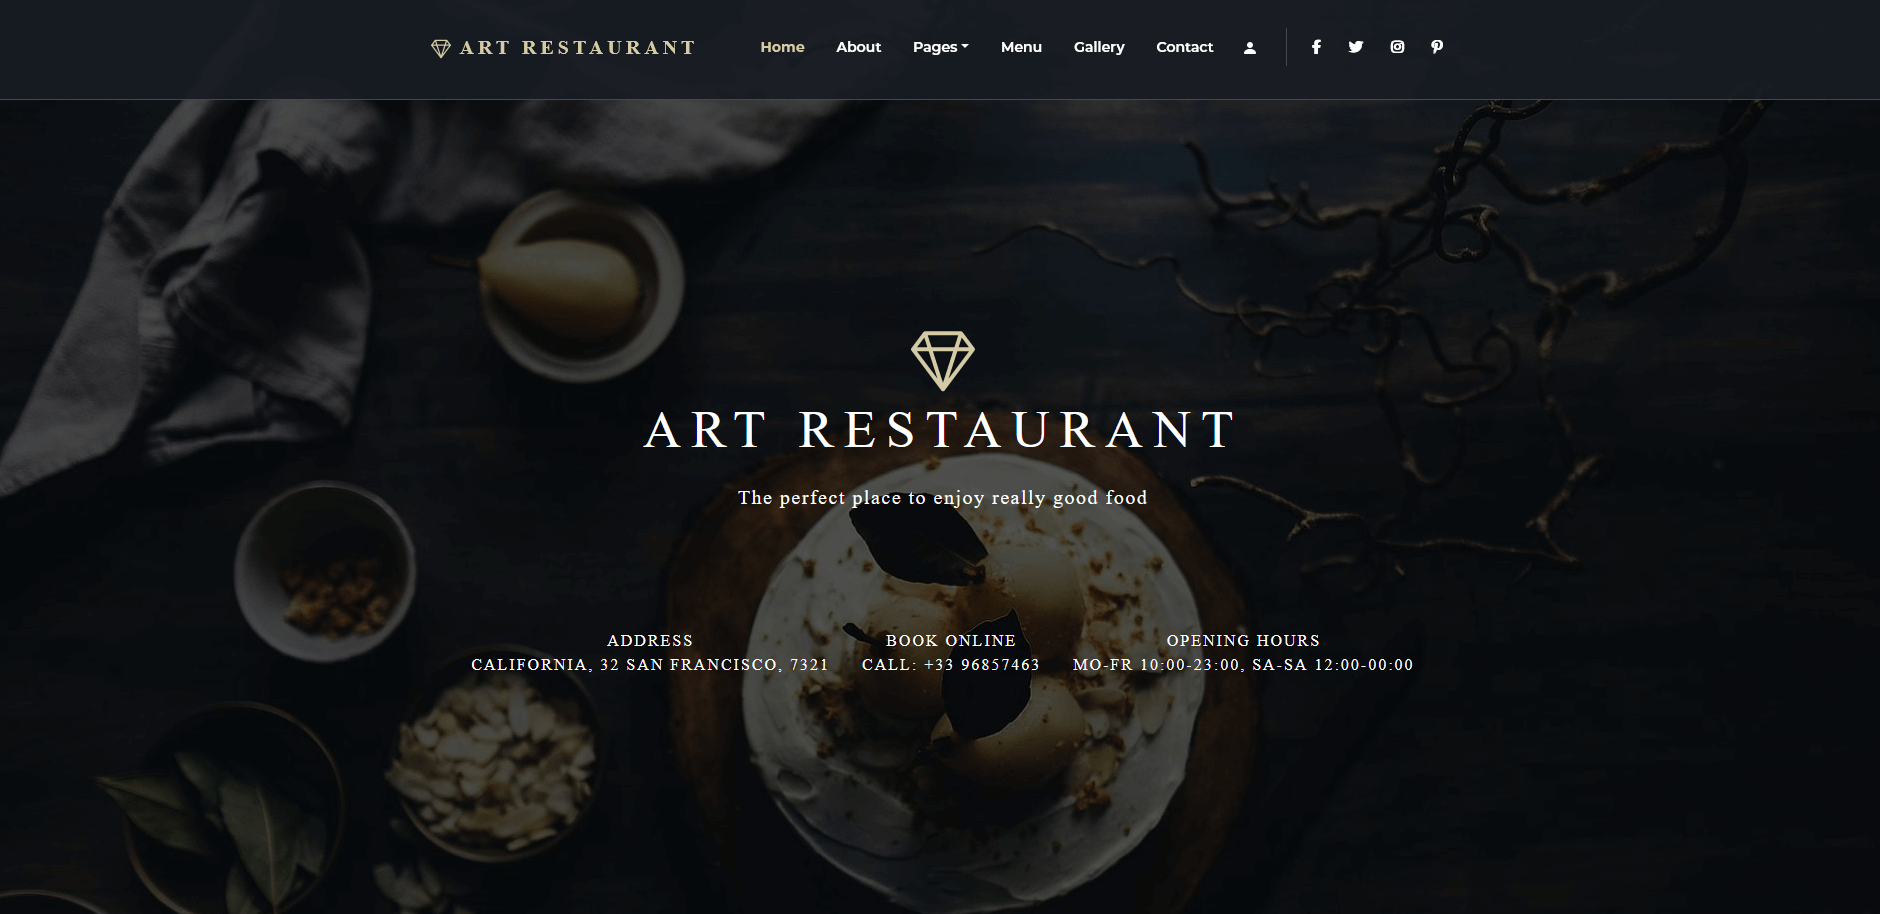 ART RESTAURANT
Home About Pages Menu Gallery Contact
ART RESTAURANT
The perfect place to enjoy really good food
ADDRESS
CALIFORNIA, 32 SAN FRANCISCO, 7321
BOOK ONLINE
CALL: +33 96857463
OPENING HOURS
MO-FR 10:00-23:00, SA-SA 12:00-00:00